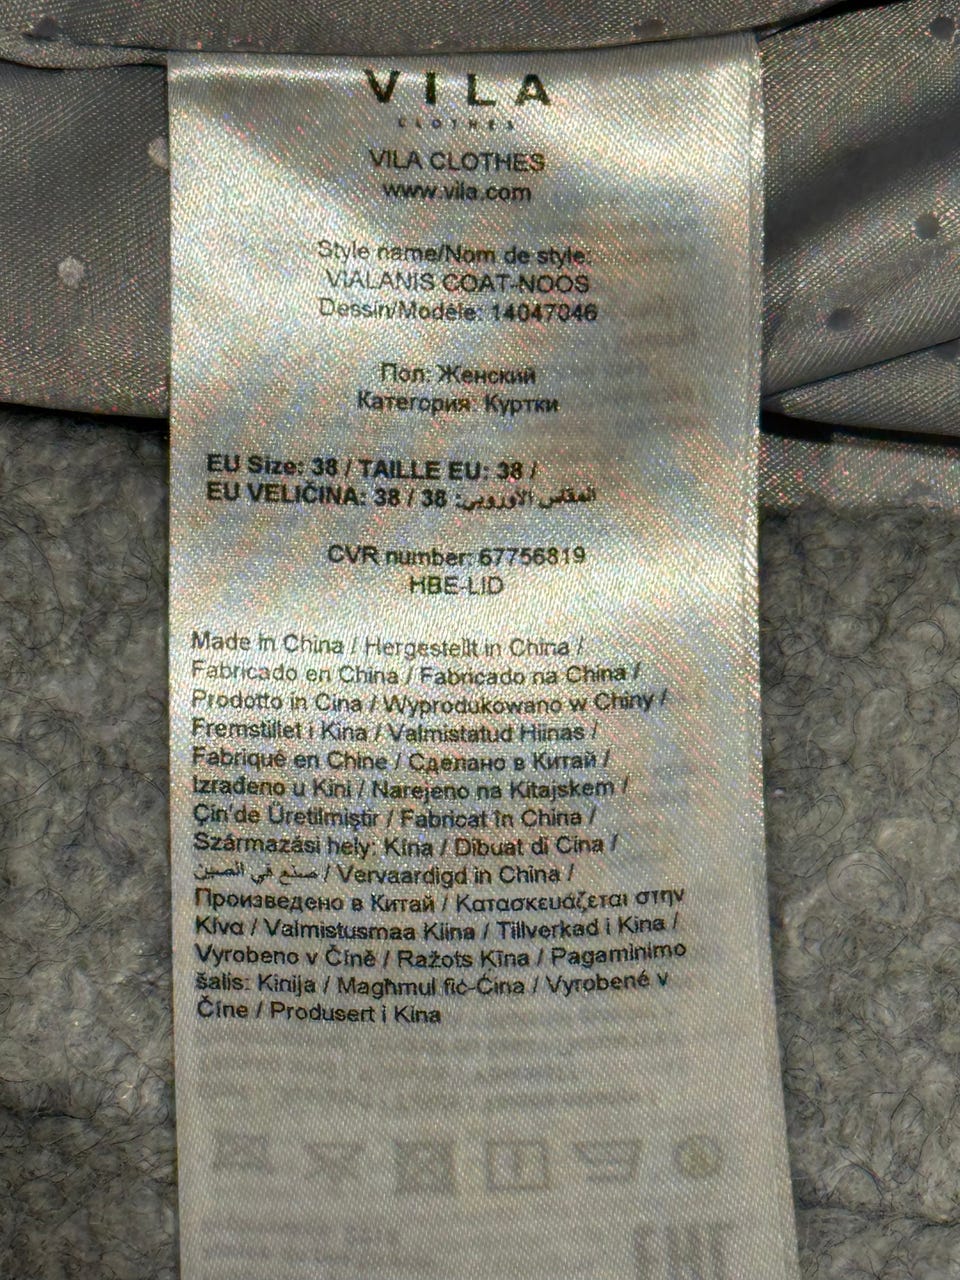 VILA
CLOTHES
VILA CLOTHES
www.vila.com
Style name/Nom de style:
VIALANIS COAT-NOOS
Dessin/Modèle: 14047046
Пол: Женский
Категория: Куртки
EU Size: 38 / TAILLE EU: 38 /
EU VELIČINA: 38 / 38 :المقاس الأوروبي
CVR number: 67756819
HBE-LID
Made in China / Hergestellt in China /
Fabricado en China / Fabricado na China /
Prodotto in Cina / Wyprodukowano w Chiny /
Fremstillet i Kina / Valmistatud Hiinas /
Fabriqué en Chine / Сделано в Китай /
Izrađeno u Kini / Narejeno na Kitajskem /
Çin'de Üretilmiştir / Fabricat în China /
Származási hely: Kína / Dibuat di Cina /
صنع في الصين / Vervaardigd in China /
Произведено в Китай / Κατασκευάζεται στην
Κίνα / Valmistusmaa Kiina / Tillverkad i Kina /
Vyrobeno v Číně / Ražots Ķīna / Pagaminimo
šalis: Kinija / Magħmul fiċ-Ċina / Vyrobené v
Číne / Produsert i Kina